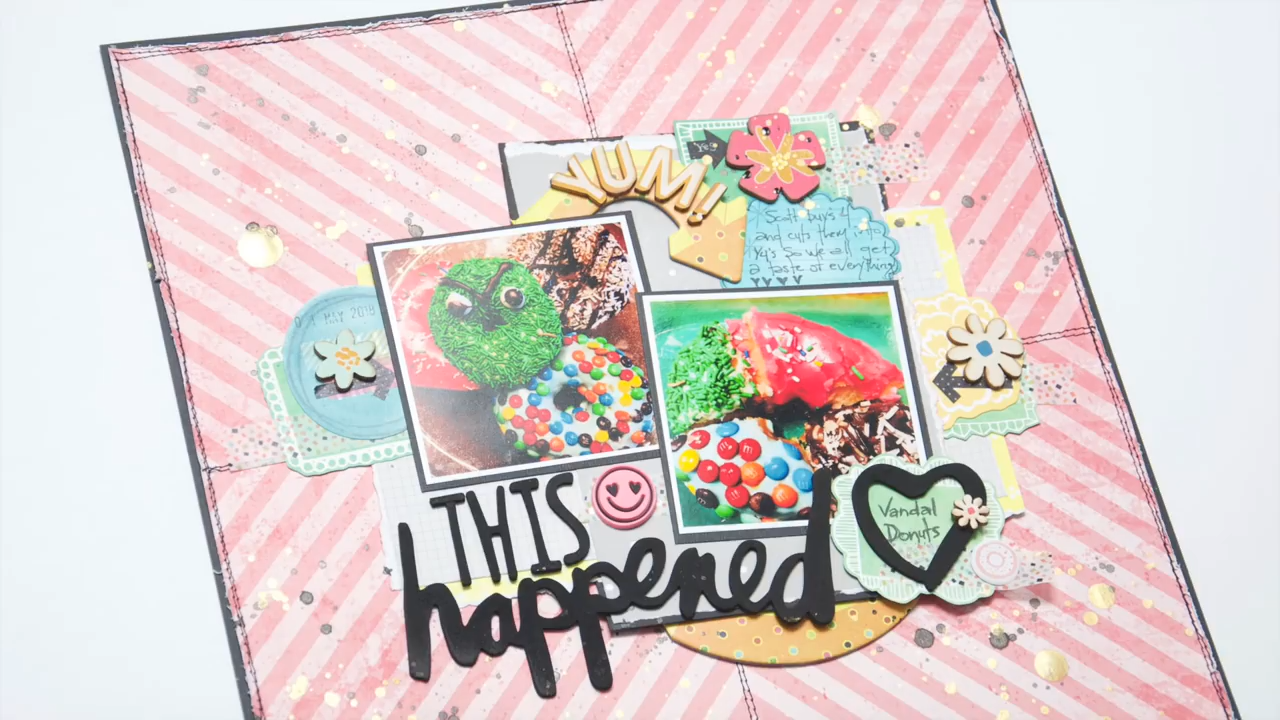 YUM!
Yes
Scott buys 4
and cuts them into
1/4's so we all get
a taste of everything
MAY 2018
THIS
happened
Vandal
Donuts